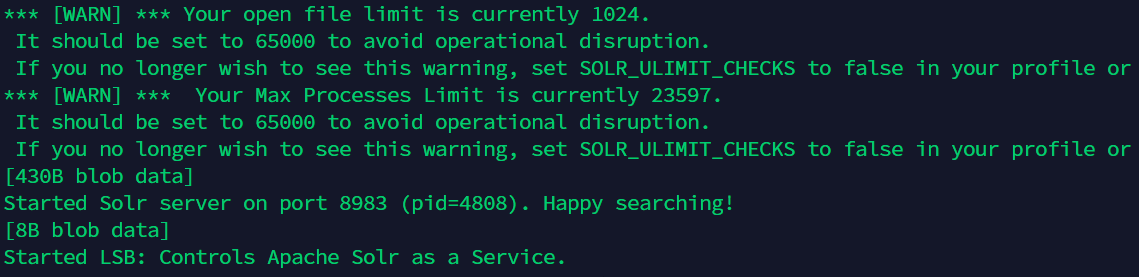 *** [WARN] *** Your open file limit is currently 1024.
It should be set to 65000 to avoid operational disruption.
If you no longer wish to see this warning, set SOLR_ULIMIT_CHECKS to false in your profile or
*** [WARN] ***  Your Max Processes Limit is currently 23597.
It should be set to 65000 to avoid operational disruption.
If you no longer wish to see this warning, set SOLR_ULIMIT_CHECKS to false in your profile or
[430B blob data]
Started Solr server on port 8983 (pid=4808). Happy searching!
[8B blob data]
Started LSB: Controls Apache Solr as a Service.